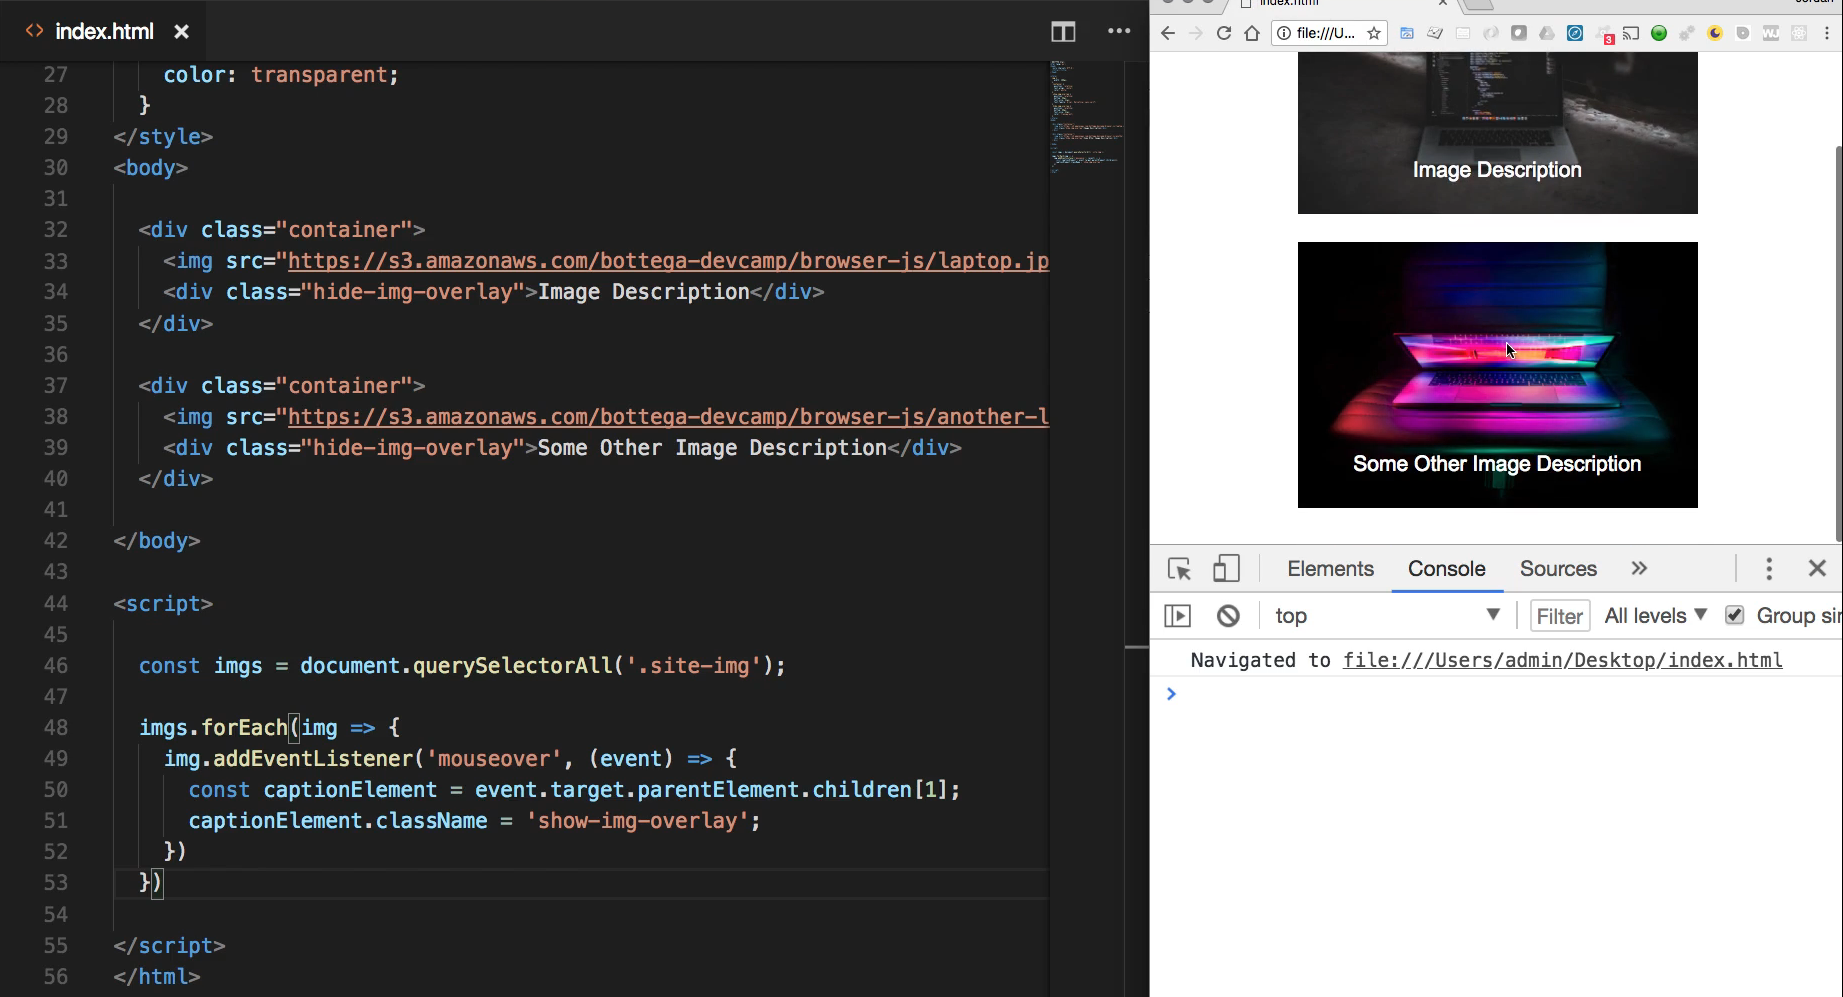 <> index.html ×
27 color: transparent;
28 }
29 </style>
30 <body>
31
32 <div class="container">
33 <img src="https://s3.amazonaws.com/bottega-devcamp/browser-js/laptop.jp
34 <div class="hide-img-overlay">Image Description</div>
35 </div>
36
37 <div class="container">
38 <img src="https://s3.amazonaws.com/bottega-devcamp/browser-js/another-l
39 <div class="hide-img-overlay">Some Other Image Description</div>
40 </div>
41
42 </body>
43
44 <script>
45
46 const imgs = document.querySelectorAll('.site-img');
47
48 imgs.forEach(img => {
49 img.addEventListener('mouseover', (event) => {
50 const captionElement = event.target.parentElement.children[1];
51 captionElement.className = 'show-img-overlay';
52 })
53 })
54
55 </script>
56 </html>
index.html
Jordan
file:///U...
3
Image Description
Some Other Image Description
Elements Console Sources »
top Filter All levels Group sir
Navigated to file:///Users/admin/Desktop/index.html
>